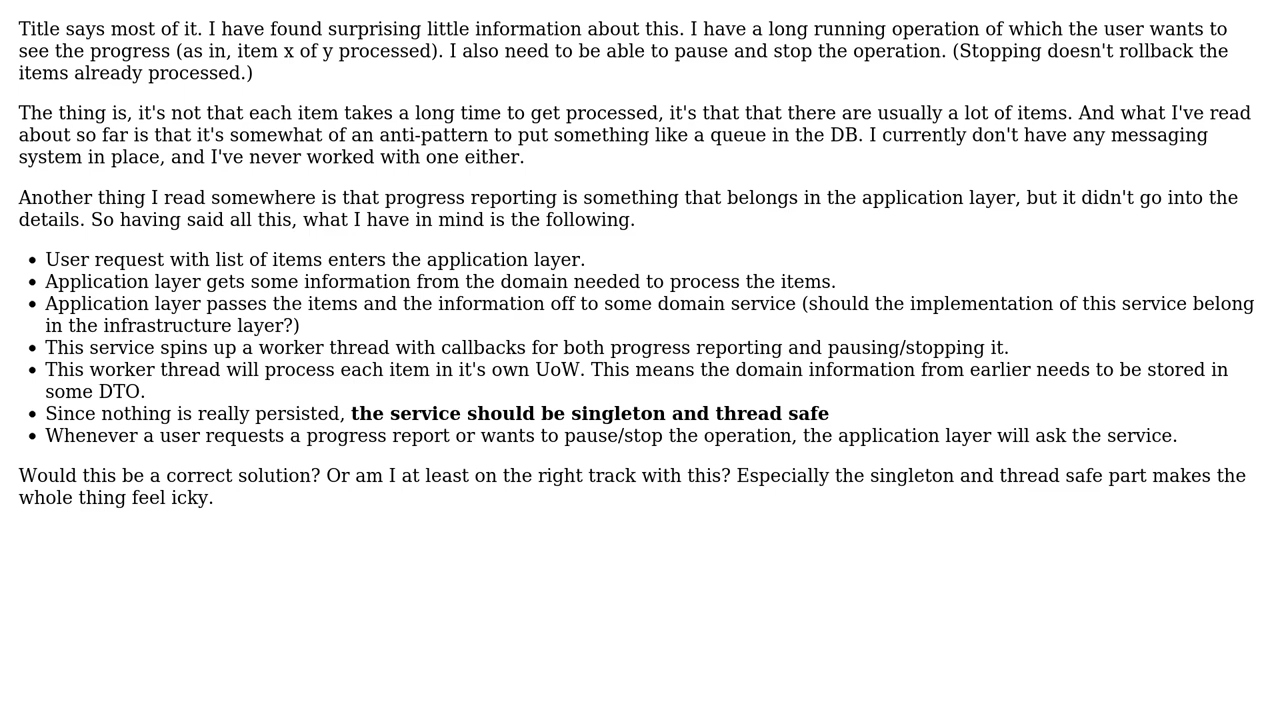 Title says most of it. I have found surprising little information about this. I have a long running operation of which the user wants to
see the progress (as in, item x of y processed). I also need to be able to pause and stop the operation. (Stopping doesn't rollback the
items already processed.)
The thing is, it's not that each item takes a long time to get processed, it's that that there are usually a lot of items. And what I've read
about so far is that it's somewhat of an anti-pattern to put something like a queue in the DB. I currently don't have any messaging
system in place, and I've never worked with one either.
Another thing I read somewhere is that progress reporting is something that belongs in the application layer, but it didn't go into the
details. So having said all this, what I have in mind is the following.
• User request with list of items enters the application layer.
• Application layer gets some information from the domain needed to process the items.
• Application layer passes the items and the information off to some domain service (should the implementation of this service belong
in the infrastructure layer?)
• This service spins up a worker thread with callbacks for both progress reporting and pausing/stopping it.
• This worker thread will process each item in it's own UoW. This means the domain information from earlier needs to be stored in
some DTO.
• Since nothing is really persisted, the service should be singleton and thread safe
• Whenever a user requests a progress report or wants to pause/stop the operation, the application layer will ask the service.
Would this be a correct solution? Or am I at least on the right track with this? Especially the singleton and thread safe part makes the
whole thing feel icky.